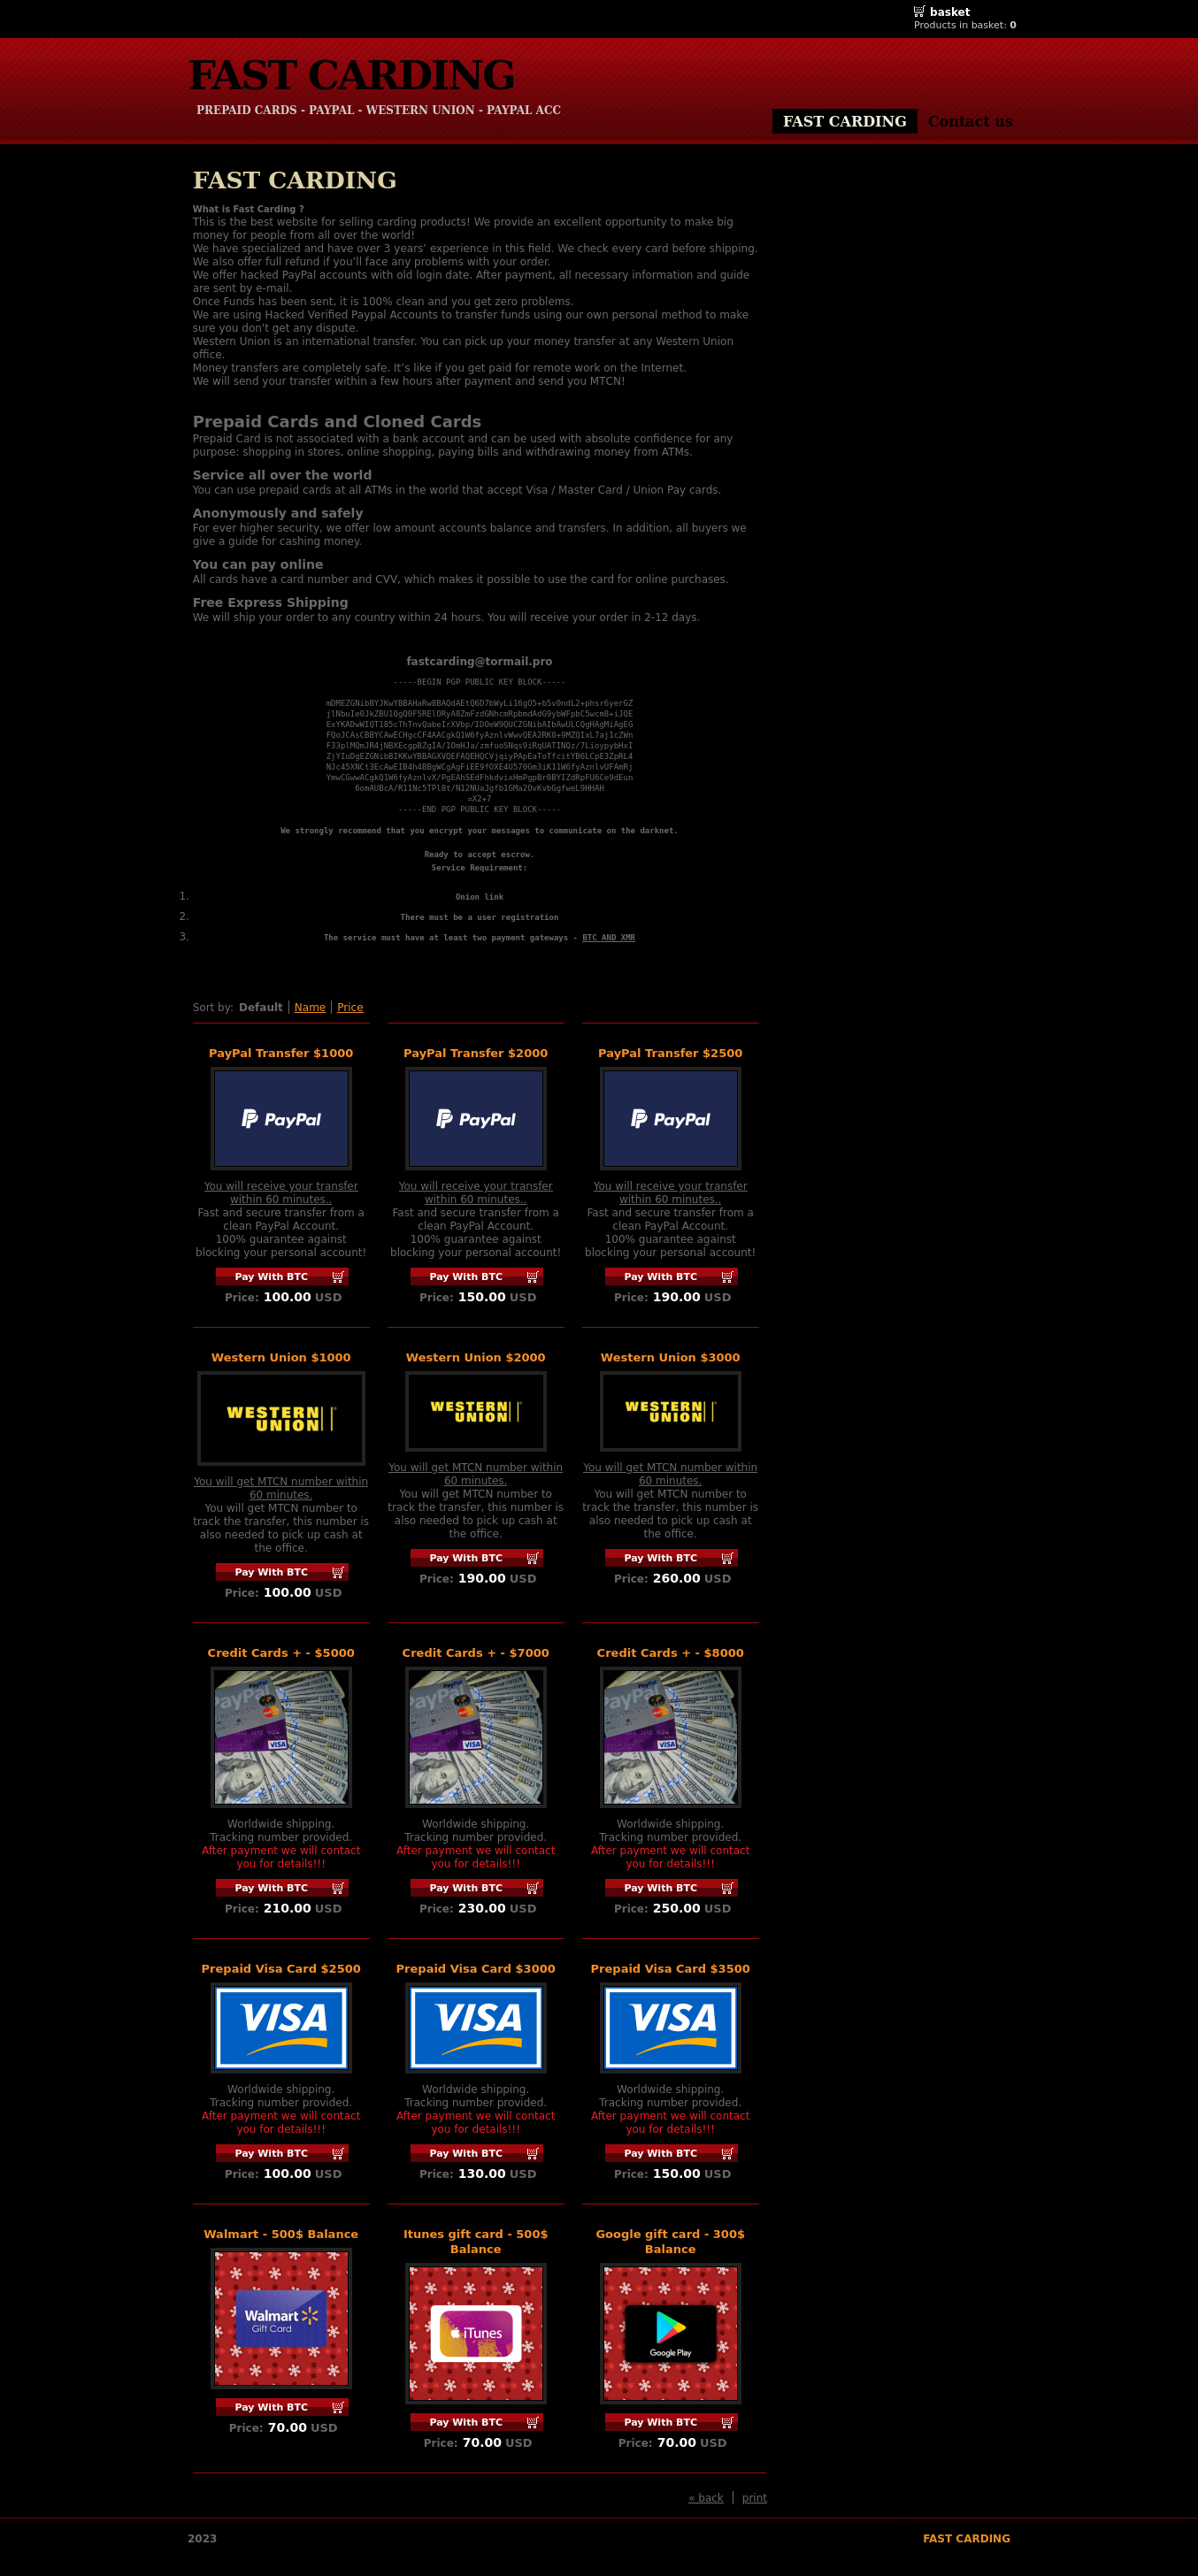 basket
Products in basket: 0
FAST CARDING
PREPAID CARDS - PAYPAL - WESTERN UNION - PAYPAL ACC
FAST CARDING Contact us
FAST CARDING
What is Fast Carding ?
This is the best website for selling carding products! We provide an excellent opportunity to make big
money for people from all over the world!
We have specialized and have over 3 years’ experience in this field. We check every card before shipping.
We also offer full refund if you’ll face any problems with your order.
We offer hacked PayPal accounts with old login date. After payment, all necessary information and guide
are sent by e-mail.
Once Funds has been sent, it is 100% clean and you get zero problems.
We are using Hacked Verified Paypal Accounts to transfer funds using our own personal method to make
sure you don't get any dispute.
Western Union is an international transfer. You can pick up your money transfer at any Western Union
office.
Money transfers are completely safe. It’s like if you get paid for remote work on the Internet.
We will send your transfer within a few hours after payment and send you MTCN!
Prepaid Cards and Cloned Cards
Prepaid Card is not associated with a bank account and can be used with absolute confidence for any
purpose: shopping in stores, online shopping, paying bills and withdrawing money from ATMs.
Service all over the world
You can use prepaid cards at all ATMs in the world that accept Visa / Master Card / Union Pay cards.
Anonymously and safely
For ever higher security, we offer low amount accounts balance and transfers. In addition, all buyers we
give a guide for cashing money.
You can pay online
All cards have a card number and CVV, which makes it possible to use the card for online purchases.
Free Express Shipping
We will ship your order to any country within 24 hours. You will receive your order in 2-12 days.
fastcarding@tormail.pro
-----BEGIN PGP PUBLIC KEY BLOCK-----
=X2+7
-----END PGP PUBLIC KEY BLOCK-----
We strongly recommend that you encrypt your messages to communicate on the darknet.
Ready to accept escrow.
Service Requirement:
1. Onion link
2. There must be a user registration
3. The service must have at least two payment gateways - BTC AND XMR
Sort by: Default Name Price
PayPal Transfer $1000 PayPal Transfer $2000 PayPal Transfer $2500
PayPal PayPal PayPal
You will receive your transfer You will receive your transfer You will receive your transfer
within 60 minutes.. within 60 minutes.. within 60 minutes..
Fast and secure transfer from a Fast and secure transfer from a Fast and secure transfer from a
clean PayPal Account. clean PayPal Account. clean PayPal Account.
100% guarantee against 100% guarantee against 100% guarantee against
blocking your personal account! blocking your personal account! blocking your personal account!
Pay With BTC Pay With BTC Pay With BTC
Price: 100.00 USD Price: 150.00 USD Price: 190.00 USD
Western Union $1000 Western Union $2000 Western Union $3000
WESTERN WESTERN WESTERN
UNION UNION UNION
You will get MTCN number within You will get MTCN number within You will get MTCN number within
60 minutes. 60 minutes. 60 minutes.
You will get MTCN number to You will get MTCN number to You will get MTCN number to
track the transfer, this number is track the transfer, this number is track the transfer, this number is
also needed to pick up cash at also needed to pick up cash at also needed to pick up cash at
the office. the office. the office.
Pay With BTC Pay With BTC Pay With BTC
Price: 100.00 USD Price: 190.00 USD Price: 260.00 USD
Credit Cards + - $5000 Credit Cards + - $7000 Credit Cards + - $8000
PayPal PayPal PayPal
VISA VISA VISA
Worldwide shipping. Worldwide shipping. Worldwide shipping.
Tracking number provided. Tracking number provided. Tracking number provided.
After payment we will contact After payment we will contact After payment we will contact
you for details!!! you for details!!! you for details!!!
Pay With BTC Pay With BTC Pay With BTC
Price: 210.00 USD Price: 230.00 USD Price: 250.00 USD
Prepaid Visa Card $2500 Prepaid Visa Card $3000 Prepaid Visa Card $3500
VISA VISA VISA
Worldwide shipping. Worldwide shipping. Worldwide shipping.
Tracking number provided. Tracking number provided. Tracking number provided.
After payment we will contact After payment we will contact After payment we will contact
you for details!!! you for details!!! you for details!!!
Pay With BTC Pay With BTC Pay With BTC
Price: 100.00 USD Price: 130.00 USD Price: 150.00 USD
Walmart - 500$ Balance Itunes gift card - 500$ Google gift card - 300$
Balance Balance
Walmart iTunes Google Play
Gift Card
Pay With BTC Pay With BTC Pay With BTC
Price: 70.00 USD Price: 70.00 USD Price: 70.00 USD
« back print
2023 FAST CARDING